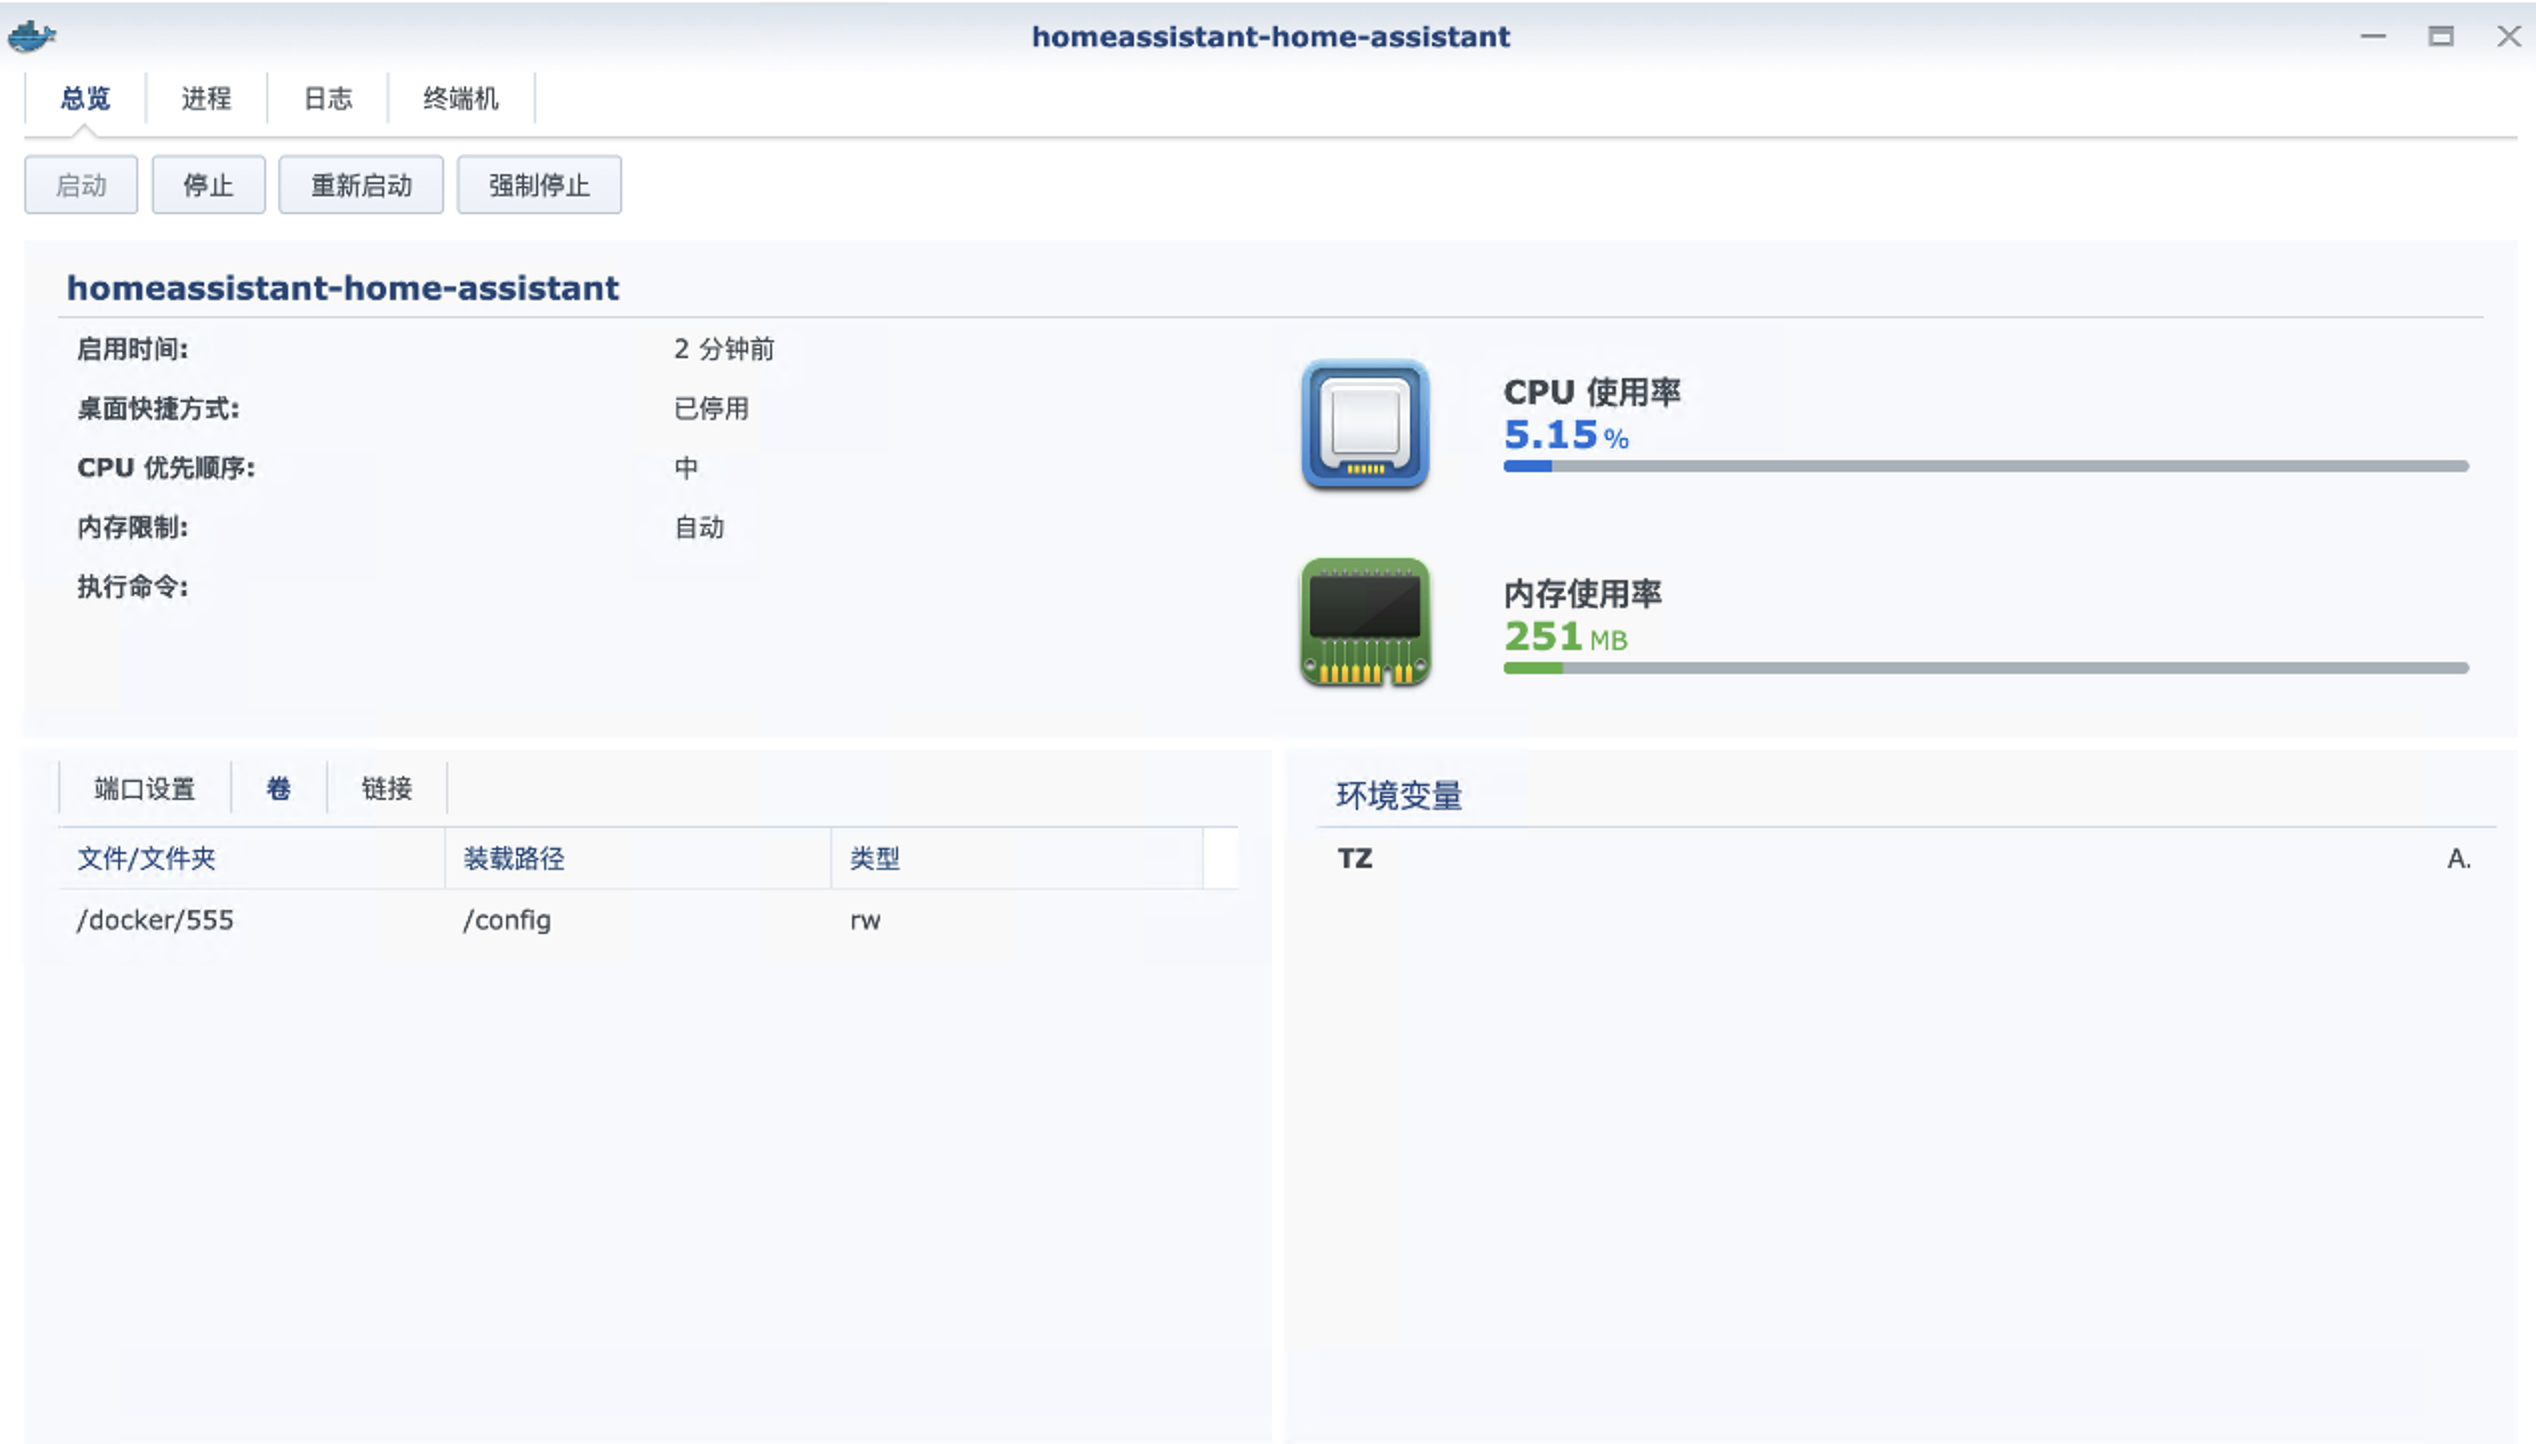 homeassistant-home-assistant
总览 进程 日志 终端机
启动 停止 重新启动 强制停止
homeassistant-home-assistant
启用时间: 2 分钟前
桌面快捷方式: 已停用
CPU 优先顺序: 中
内存限制: 自动
执行命令:
CPU 使用率
5.15 %
内存使用率
251 MB
端口设置 卷 链接
文件/文件夹 装载路径 类型
/docker/555 /config rw
环境变量
TZ A.